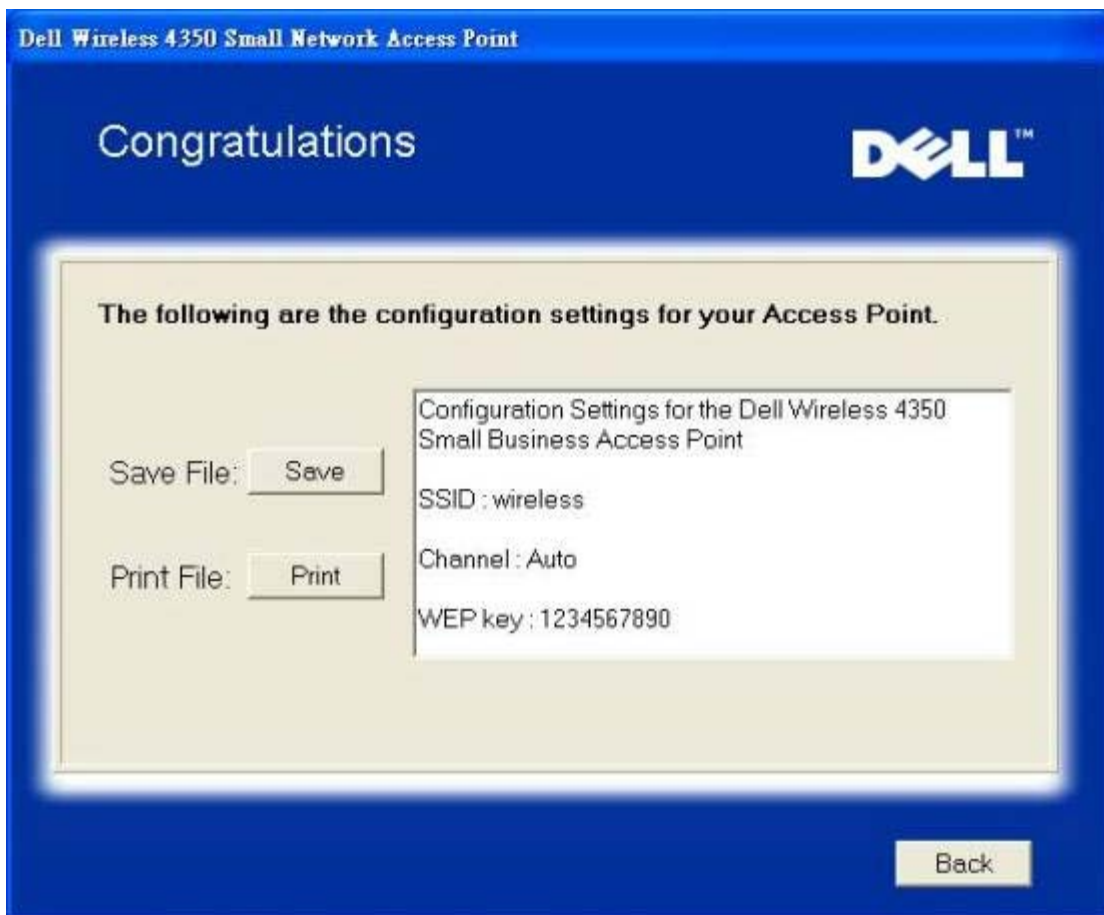 Dell Wireless 4350 Small Network Access Point
Congratulations
DELL™
The following are the configuration settings for your Access Point.
Save File: Save
Print File: Print
Configuration Settings for the Dell Wireless 4350
Small Business Access Point
SSID : wireless
Channel : Auto
WEP key : 1234567890
Back